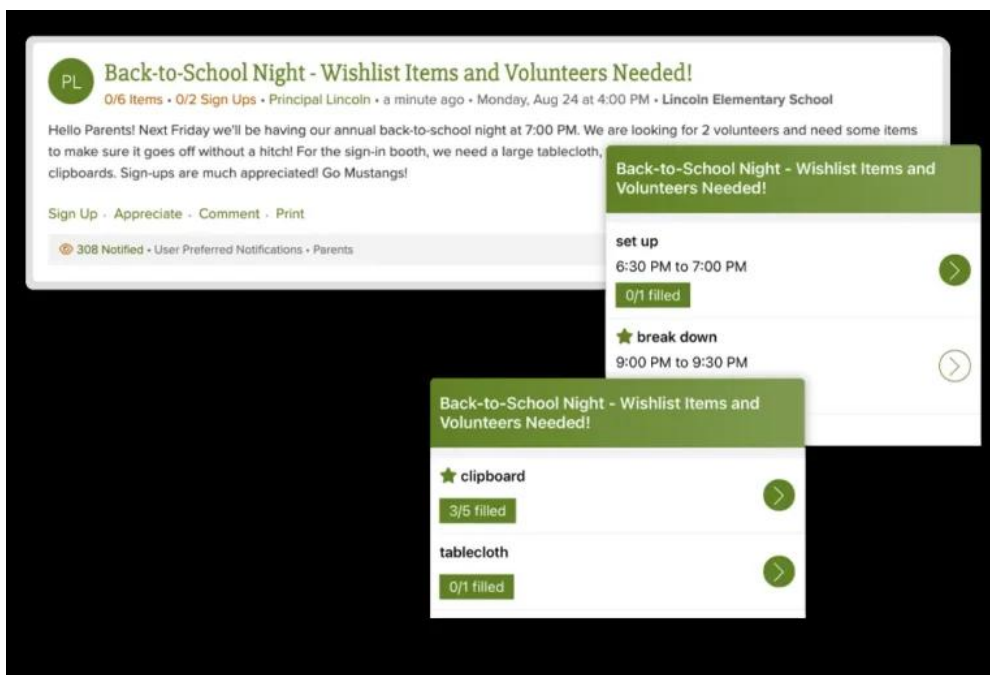 PL
Back-to-School Night - Wishlist Items and Volunteers Needed!
0/6 Items • 0/2 Sign Ups • Principal Lincoln • a minute ago • Monday, Aug 24 at 4:00 PM • Lincoln Elementary School
Hello Parents! Next Friday we'll be having our annual back-to-school night at 7:00 PM. We are looking for 2 volunteers and need some items
to make sure it goes off without a hitch! For the sign-in booth, we need a large tablecloth,
clipboards. Sign-ups are much appreciated! Go Mustangs!
Sign Up • Appreciate • Comment • Print
308 Notified • User Preferred Notifications • Parents
Back-to-School Night - Wishlist Items and
Volunteers Needed!
set up
6:30 PM to 7:00 PM
0/1 filled
break down
9:00 PM to 9:30 PM
Back-to-School Night - Wishlist Items and
Volunteers Needed!
clipboard
3/5 filled
tablecloth
0/1 filled